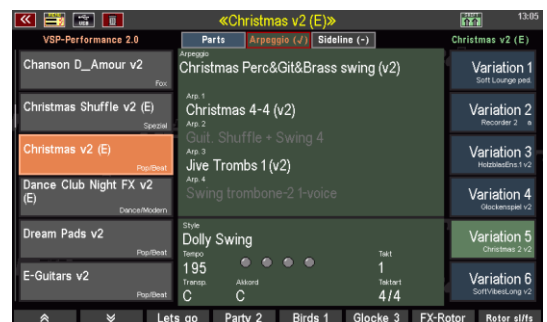 «Christmas v2 (E)»
13:05
VSP-Performance 2.0
Parts
Arpeggio (√)
Sideline (-)
Christmas v2 (E)
Chanson D_Amour v2
Fox
Christmas Shuffle v2 (E)
Spezial
Christmas v2 (E)
Pop/Beat
Dance Club Night FX v2
(E)
Dance/Modern
Dream Pads v2
Pop/Beat
E-Guitars v2
Pop/Beat
Arpeggio
Christmas Perc&Git&Brass swing (v2)
Arp. 1
Christmas 4-4 (v2)
Arp. 2
Guit. Shuffle + Swing 4
Arp. 3
Jive Trombs 1 (v2)
Arp. 4
Swing trombone-2 1-voice
Style
Dolly Swing
Tempo
195
Takt
1
Transp.
C
Akkord
C
Taktart
4/4
Variation 1
Soft Lounge ped.
Variation 2
Recorder 2 a
Variation 3
HolzblasEns.1 v2
Variation 4
Glockenspiel v2
Variation 5
Christmas 2 v2
Variation 6
SoftVibesLong v2
Lets go
Party 2
Birds 1
Glocke 3
FX-Rotor
Rotor sl/fs